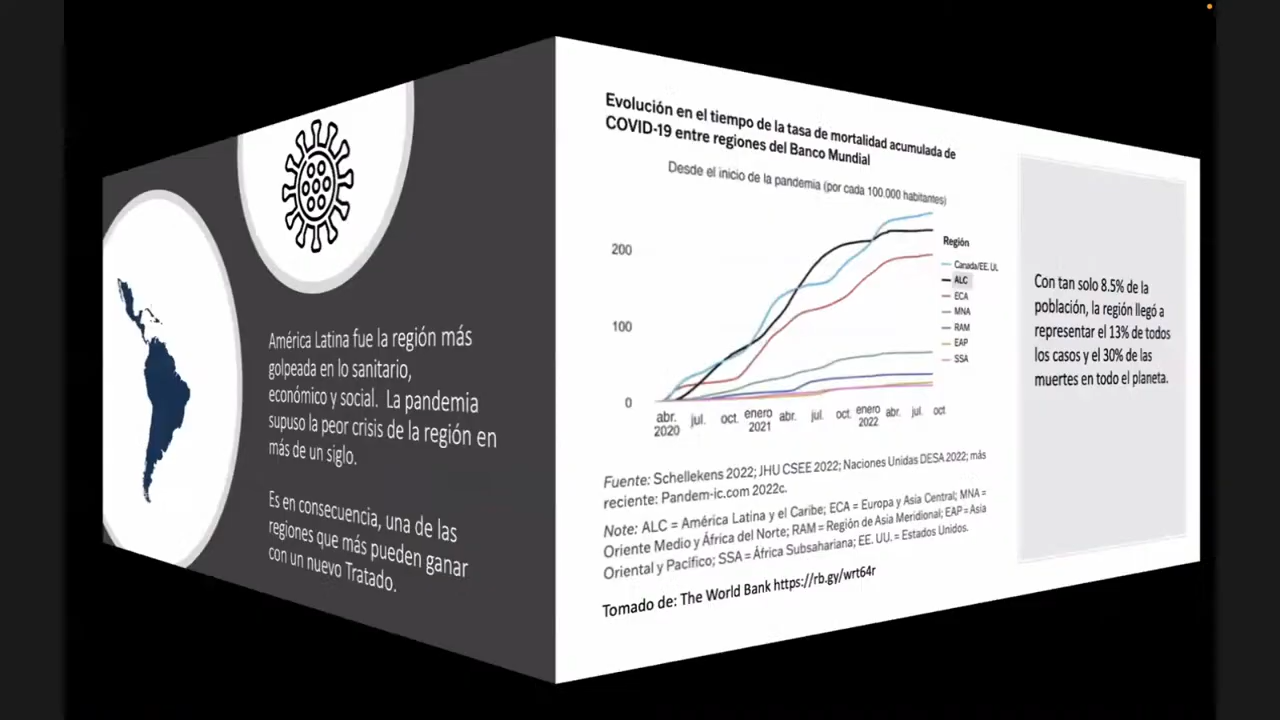 América Latina fue la región más
golpeada en lo sanitario,
económico y social. La pandemia
supuso la peor crisis de la región en
más de un siglo.
Es en consecuencia, una de las
regiones que más pueden ganar
con un nuevo Tratado.
Evolución en el tiempo de la tasa de mortalidad acumulada de
COVID-19 entre regiones del Banco Mundial
Desde el inicio de la pandemia (por cada 100.000 habitantes)
200
100
0
abr. jul. oct. enero abr. jul. oct. enero abr. jul. oct
2020 2021 2022
Región
Canada/EE. UU.
ALC
ECA
MNA
RAM
EAP
SSA
Fuente: Schellekens 2022; JHU CSEE 2022; Naciones Unidas DESA 2022; más
reciente: Pandem-ic.com 2022c.
Note: ALC = América Latina y el Caribe; ECA = Europa y Asia Central; MNA =
Oriente Medio y África del Norte; RAM = Región de Asia Meridional; EAP = Asia
Oriental y Pacífico; SSA = África Subsahariana; EE. UU. = Estados Unidos.
Tomado de: The World Bank https://rb.gy/wrt64r
Con tan solo 8.5% de la
población, la región llegó a
representar el 13% de todos
los casos y el 30% de las
muertes en todo el planeta.